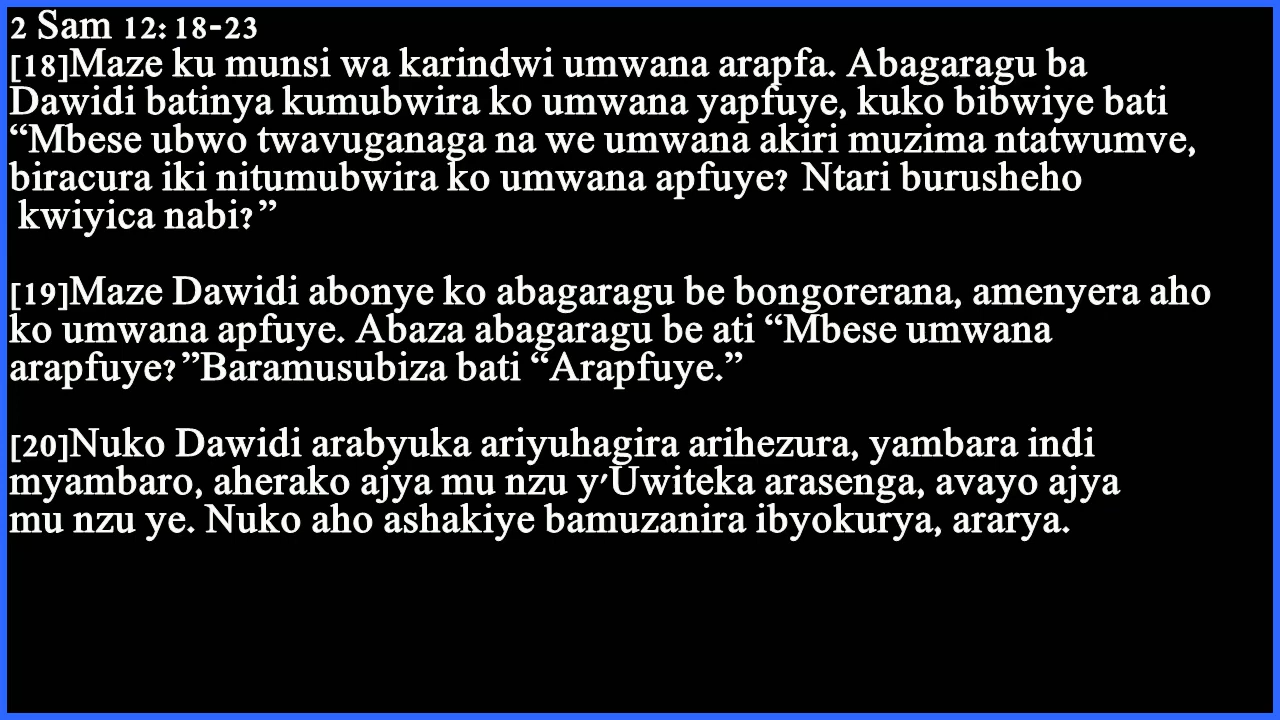 2 Sam 12: 18-23
[18]Maze ku munsi wa karindwi umwana arapfa. Abagaragu ba
Dawidi batinya kumubwira ko umwana yapfuye, kuko bibwiye bati
“Mbese ubwo twavuganaga na we umwana akiri muzima ntatwumve,
biracura iki nitumubwira ko umwana apfuye? Ntari burusheho
kwiyica nabi?”
[19]Maze Dawidi abonye ko abagaragu be bongorerana, amenyera aho
ko umwana apfuye. Abaza abagaragu be ati “Mbese umwana
arapfuye?”Baramusubiza bati “Arapfuye.”
[20]Nuko Dawidi arabyuka ariyuhagira arihezura, yambara indi
myambaro, aherako ajya mu nzu y'Uwiteka arasenga, avayo ajya
mu nzu ye. Nuko aho ashakiye bamuzanira ibyokurya, ararya.